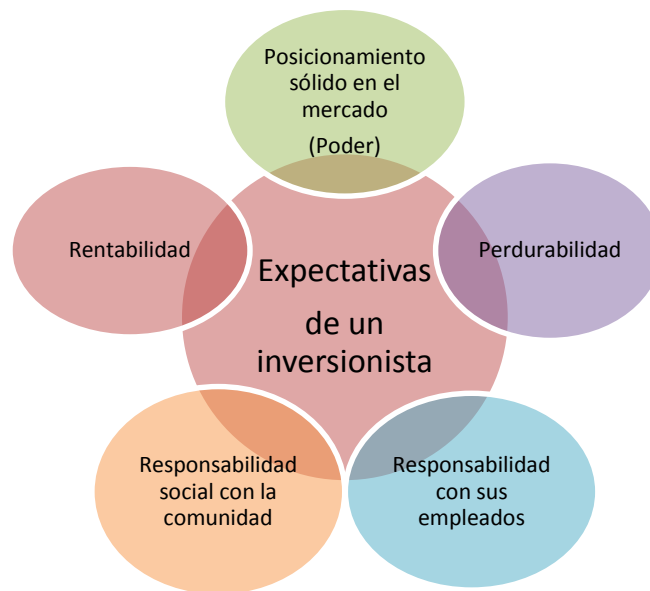 Posicionamiento
sólido en el
mercado
(Poder)
Rentabilidad
Perdurabilidad
Expectativas
de un
inversionista
Responsabilidad
social con la
comunidad
Responsabilidad
con sus
empleados